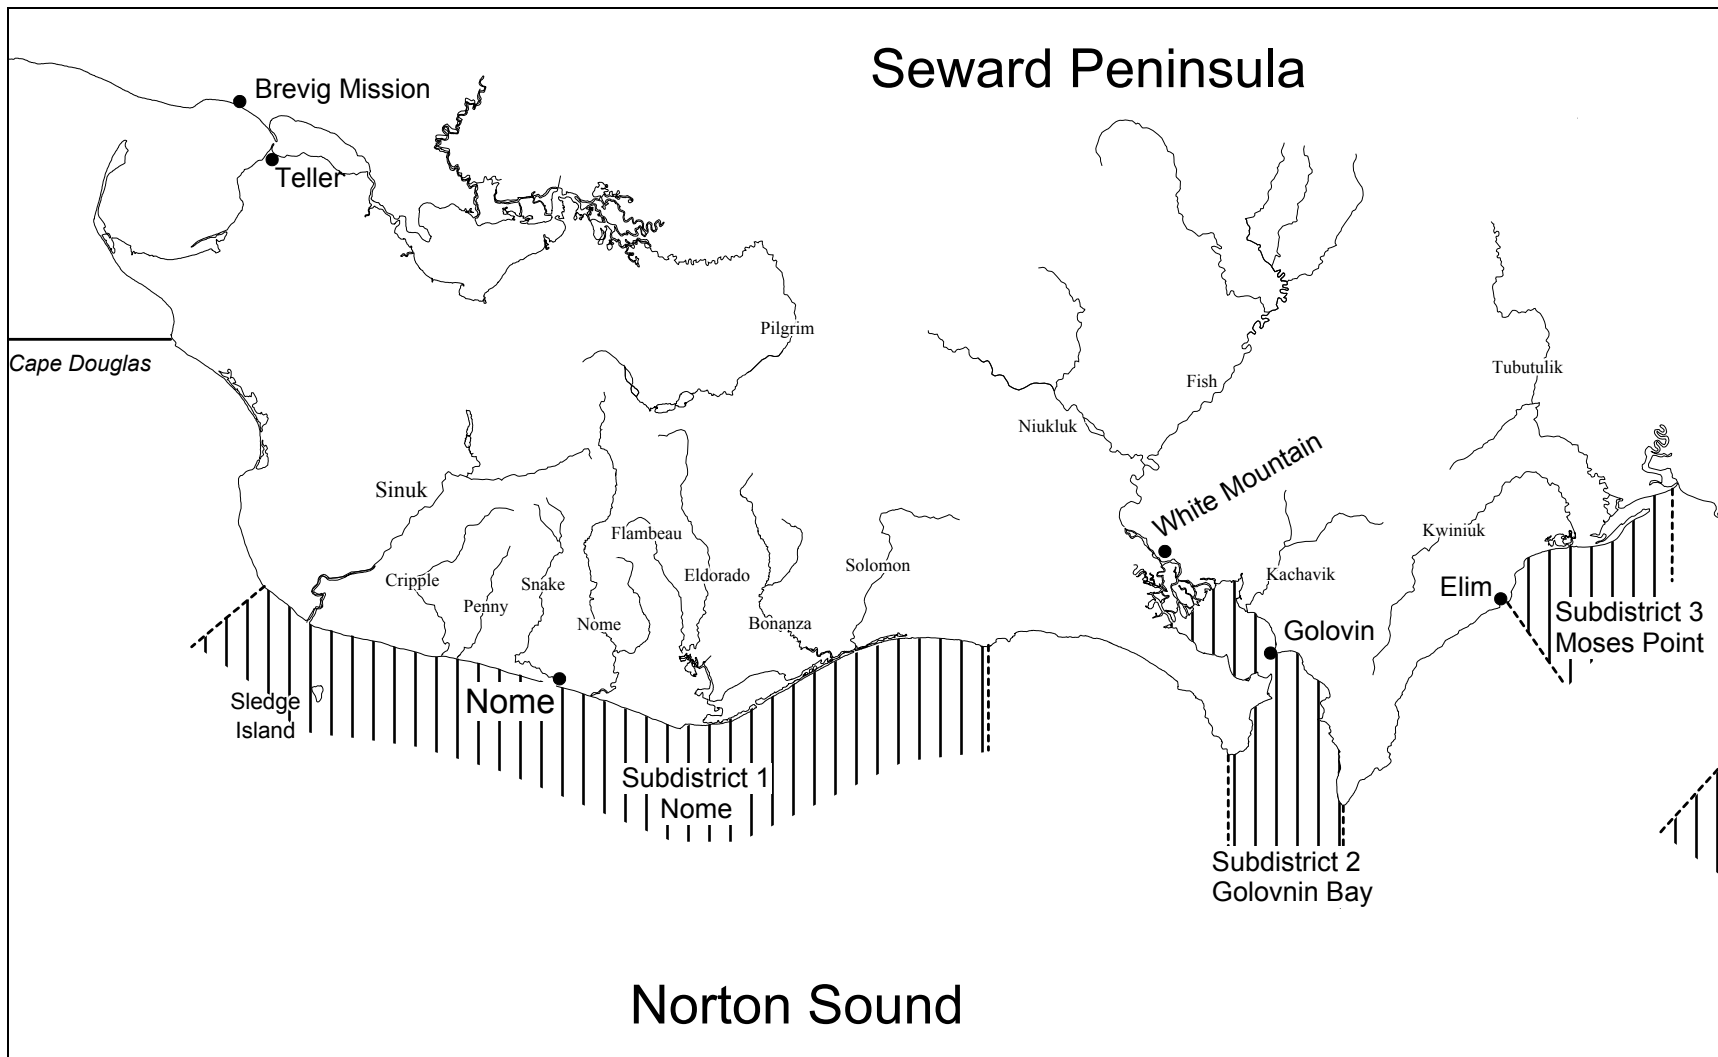 Seward Peninsula
Brevig Mission
Teller
Pilgrim
Cape Douglas
Fish
Tubutulik
Niukluk
Sinuk
White Mountain
Flambeau
Kwiniuk
Solomon
Eldorado
Cripple
Snake
Kachavik
Elim
Penny
Nome
Bonanza
Golovin
Subdistrict 3
Moses Point
Sledge
Island
Nome
Subdistrict 1
Nome
Subdistrict 2
Golovnin Bay
Norton Sound